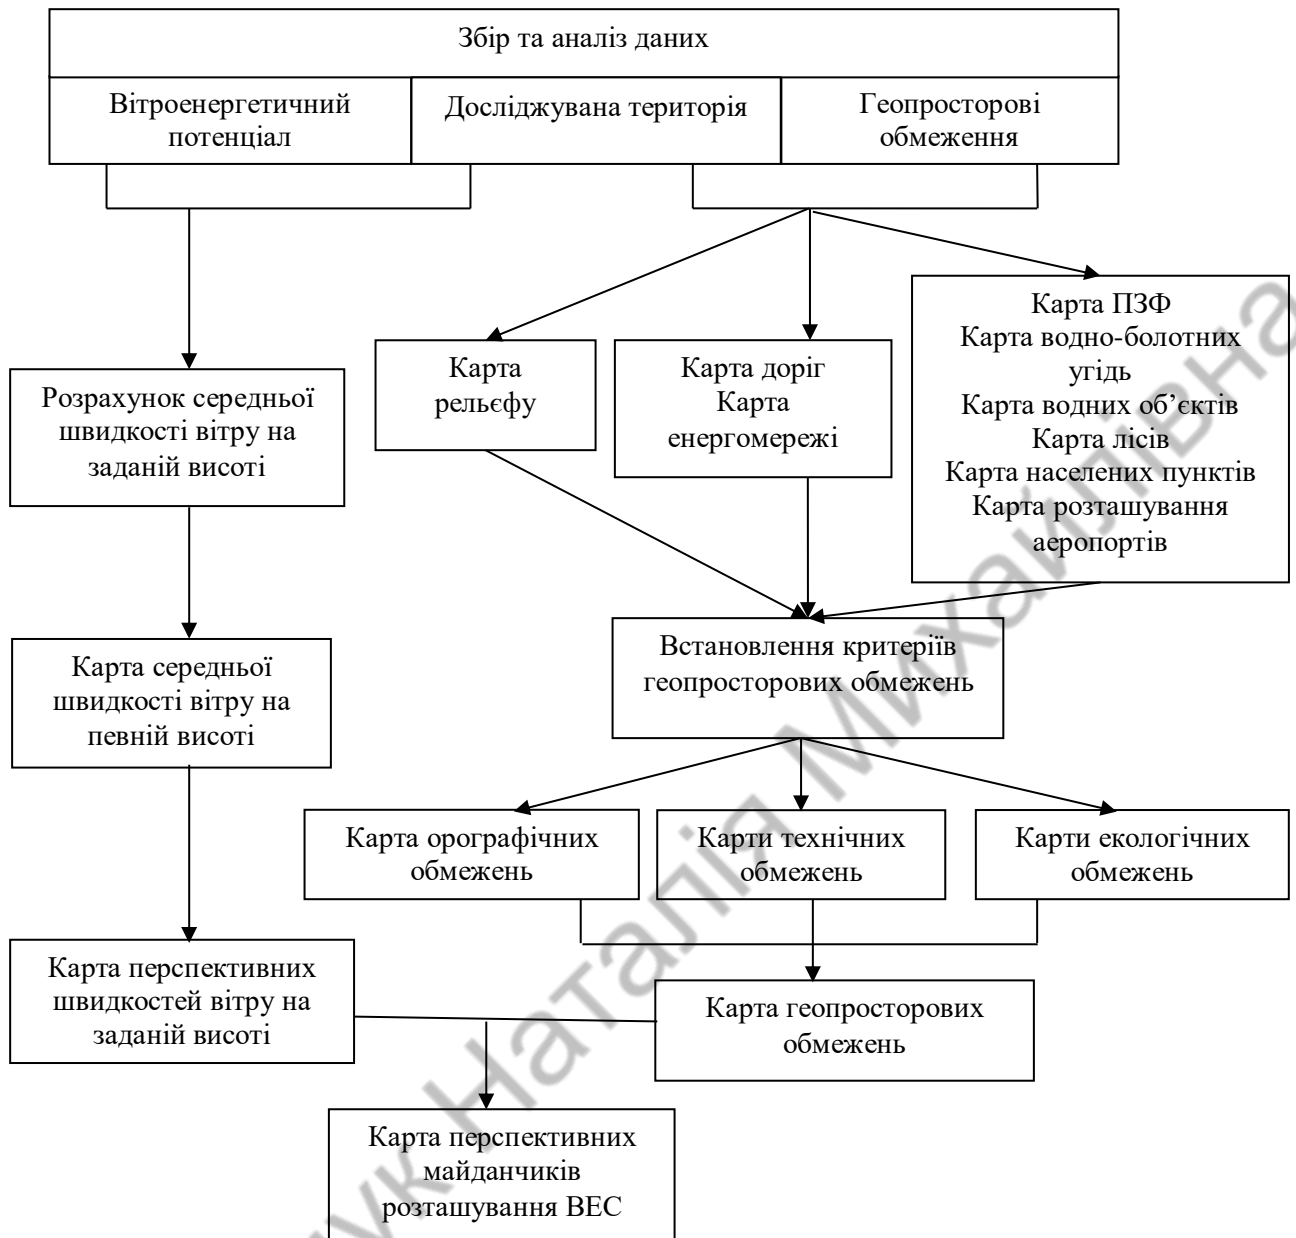 Збір та аналіз даних
Вітроенергетичний
потенціал
Досліджувана територія
Геопросторові
обмеження
Карта ПЗФ
Карта водно-болотних
угідь
Карта водних об’єктів
Карта лісів
Карта населених пунктів
Карта розташування
аеропортів
Карта
рельєфу
Карта доріг
Карта
енергомережі
Розрахунок середньої
швидкості вітру на
заданій висоті
Встановлення критеріїв
геопросторових обмежень
Карта середньої
швидкості вітру на
певній висоті
Карта орографічних
обмежень
Карти технічних
обмежень
Карти екологічних
обмежень
Карта перспективних
швидкостей вітру на
заданій висоті
Карта геопросторових
обмежень
Карта перспективних
майданчиків
розташування ВЕС
Наталія Михайлівна